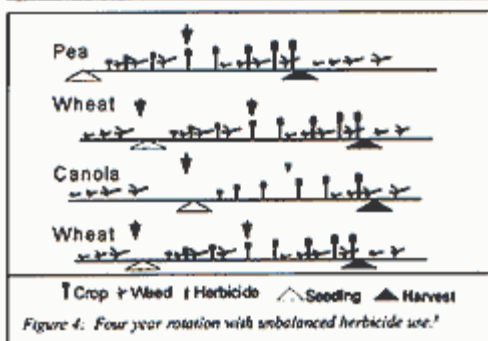 Pea
Wheat
Canola
Wheat
Crop Weed Herbicide Seeding Harvest
Figure 4: Four year rotation with unbalanced herbicide use.